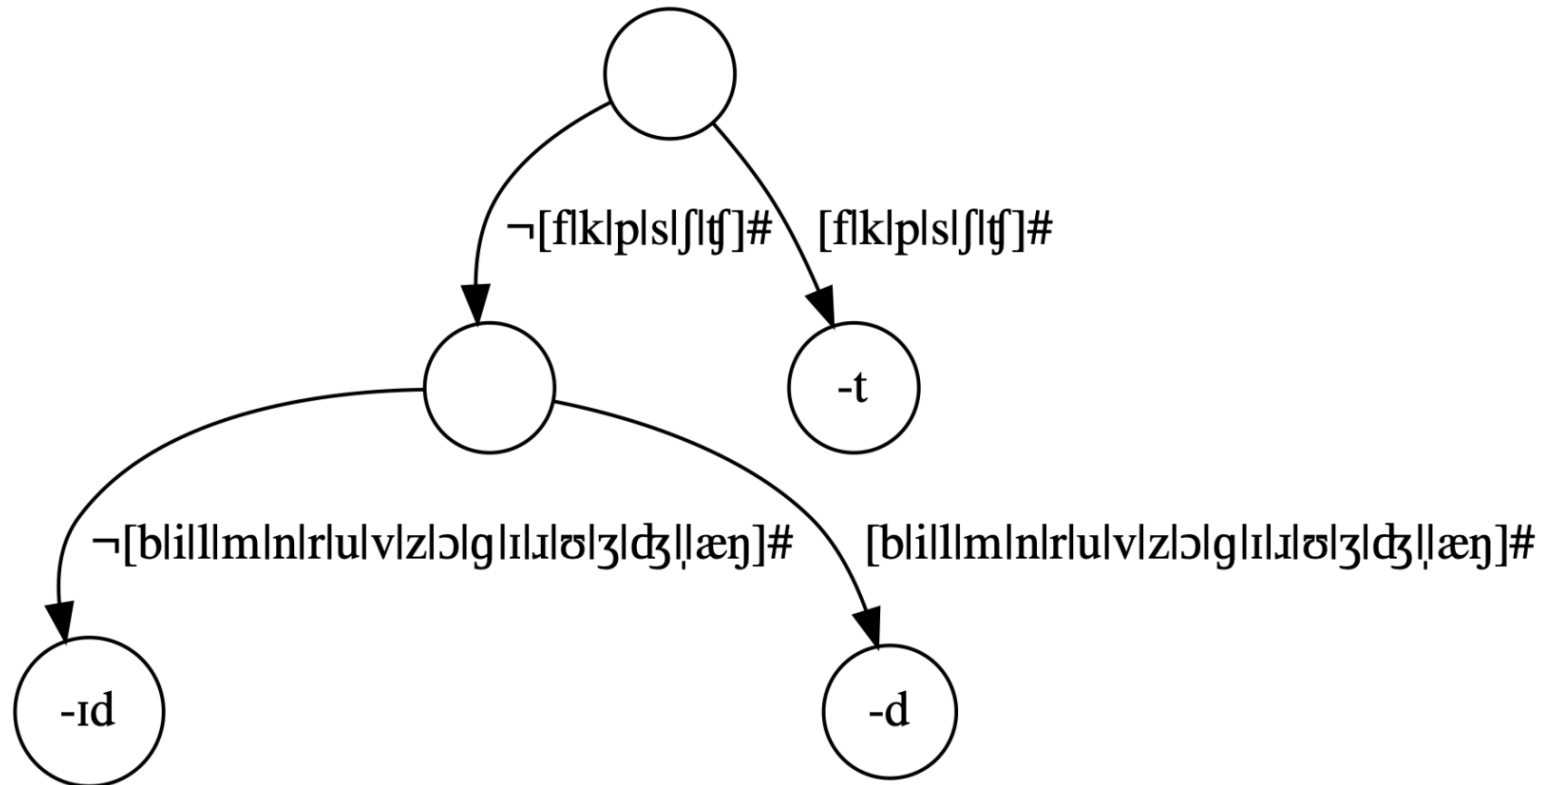 ¬[f|k|p|s|ʃ|ʧ]# [f|k|p|s|ʃ|ʧ]#
-t
¬[b|i|l|m|n|r|u|v|z|ɔ|ɡ|ɪ|ɹ|ʊ|ʒ|ʤ|̩|æŋ]# [b|i|l|m|n|r|u|v|z|ɔ|ɡ|ɪ|ɹ|ʊ|ʒ|ʤ|̩|æŋ]#
-ɪd -d